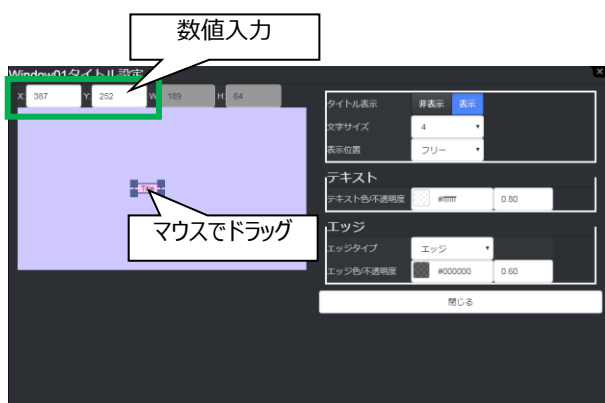 数値入力
Window01タイトル設定
X: 387 Y: 252 W: 189 H: 64
タイトル表示 非表示 表示
文字サイズ 4
表示位置 フリー
テキスト
テキスト色/不透明度 #ffffff 0.80
マウスでドラッグ
エッジ
エッジタイプ エッジ
エッジ色/不透明度 #000000 0.60
閉じる